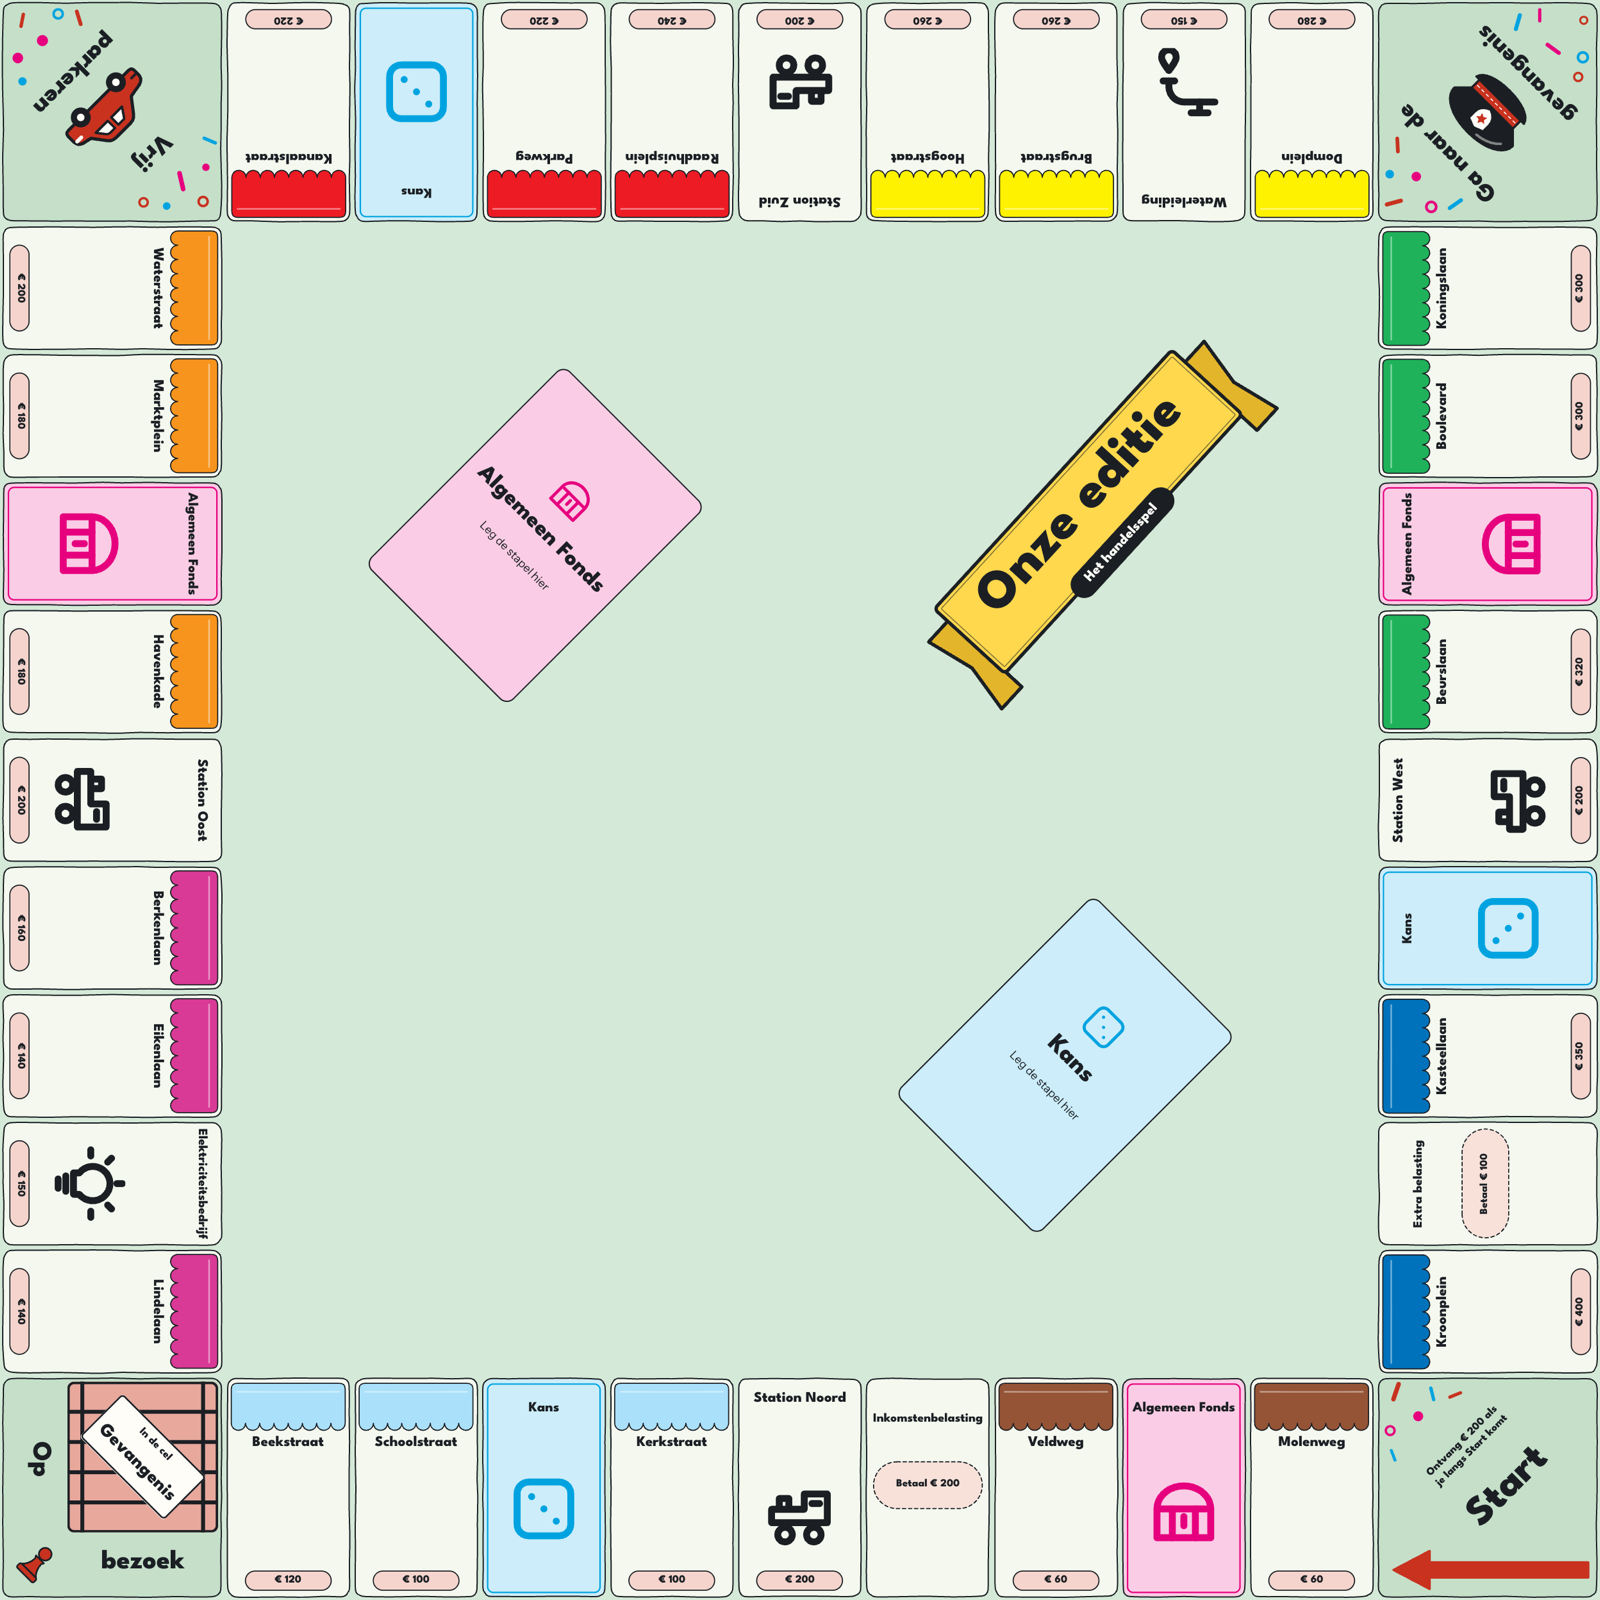 Vrij
parkeren
€ 220
Kanaalstraat
Kans
€ 220
Parkweg
€ 240
Raadhuisplein
€ 200
Station Zuid
€ 260
Hoogstraat
€ 260
Brugstraat
€ 150
Waterleiding
€ 280
Domplein
Ga naar de
gevangenis
Waterstraat
€ 200
Marktplein
€ 180
Algemeen Fonds
Havenkade
€ 180
Station Oost
€ 200
Berkenlaan
€ 160
Eikenlaan
€ 140
Elektriciteitsbedrijf
€ 150
Lindelaan
€ 140
Algemeen Fonds
Leg de stapel hier
Onze editie
Het handelsspel
Kans
Leg de stapel hier
Koningslaan
€ 300
Boulevard
€ 300
Algemeen Fonds
Beurslaan
€ 320
Station West
€ 200
Kans
Kasteellaan
€ 350
Extra belasting
Betaal € 100
Kroonplein
€ 400
Op
bezoek
In de cel
Gevangenis
Beekstraat
€ 120
Schoolstraat
€ 100
Kans
Kerkstraat
€ 100
Station Noord
€ 200
Inkomstenbelasting
Betaal € 200
Veldweg
€ 60
Algemeen Fonds
Molenweg
€ 60
Ontvang € 200 als
je langs Start komt
Start